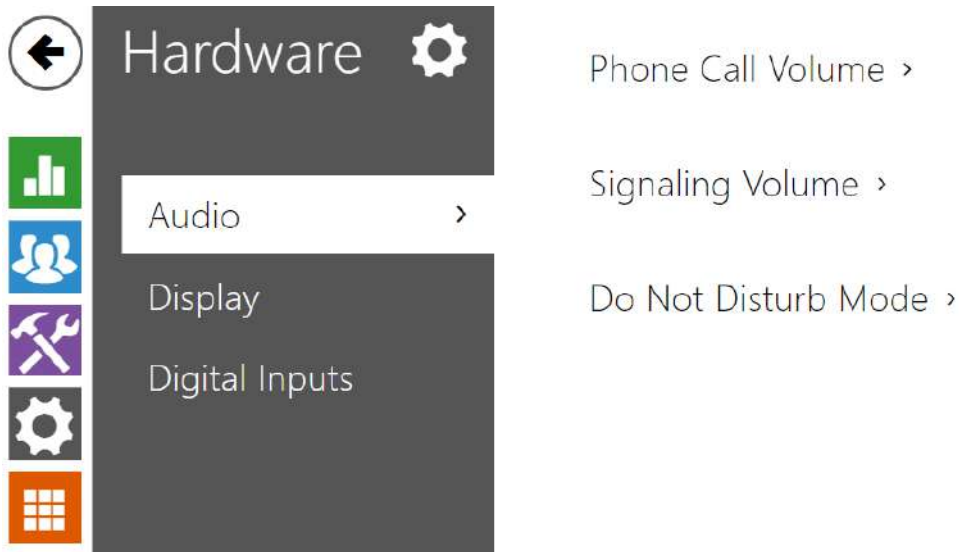 Hardware
Audio
Display
Digital Inputs
Phone Call Volume
Signaling Volume
Do Not Disturb Mode